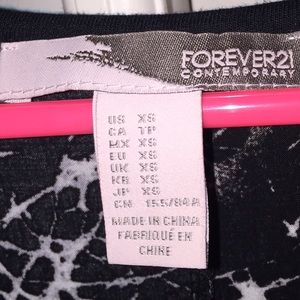 FOREVER21
CONTEMPORARY
US XS
CA TP
MX XS
EU XS
UK XS
KR XS
JP XS
CN 155/84A
MADE IN CHINA
FABRIQUÉ EN
CHINE